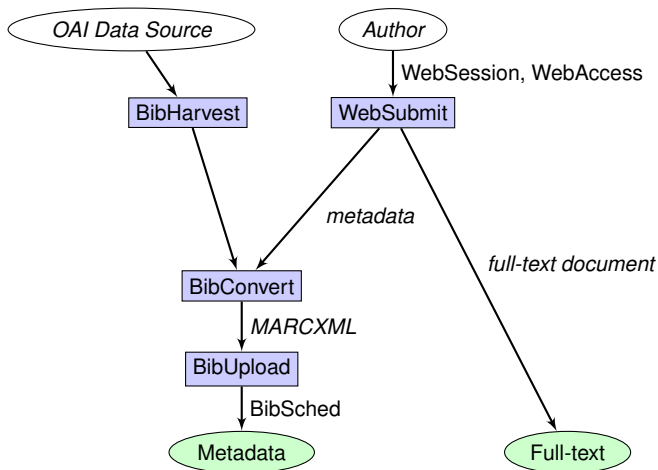 OAI Data Source
Author
WebSession, WebAccess
BibHarvest
WebSubmit
metadata
full-text document
BibConvert
MARCXML
BibUpload
BibSched
Metadata
Full-text